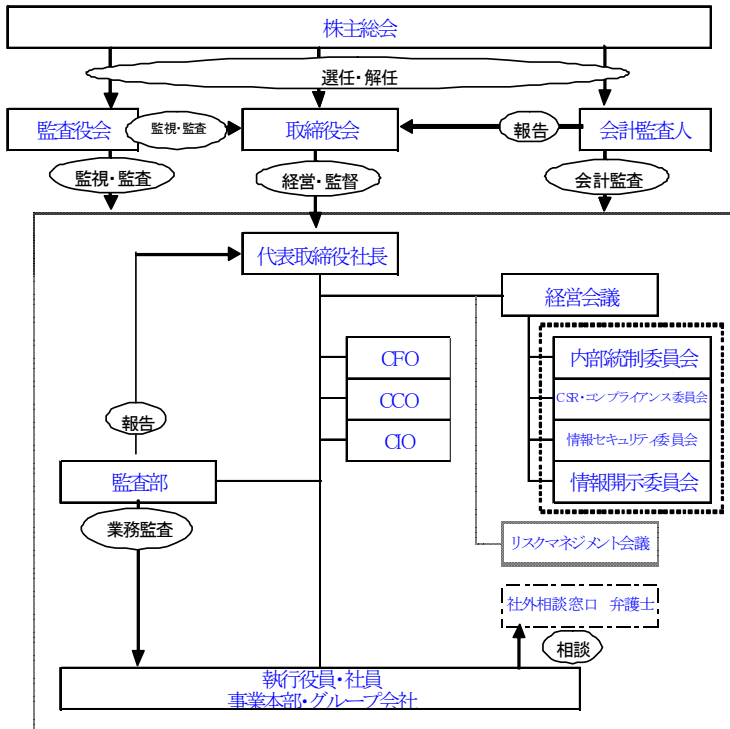 株主総会
選任・解任
監査役会
監視・監査
取締役会
報告
会計監査人
監視・監査
経営・監督
会計監査
代表取締役社長
経営会議
CFO
内部統制委員会
CCO
CSR・コンプライアンス委員会
報告
CIO
情報セキュリティ委員会
監査部
情報開示委員会
業務監査
リスクマネジメント会議
社外相談窓口 弁護士
相談
執行役員・社員
事業本部・グループ会社